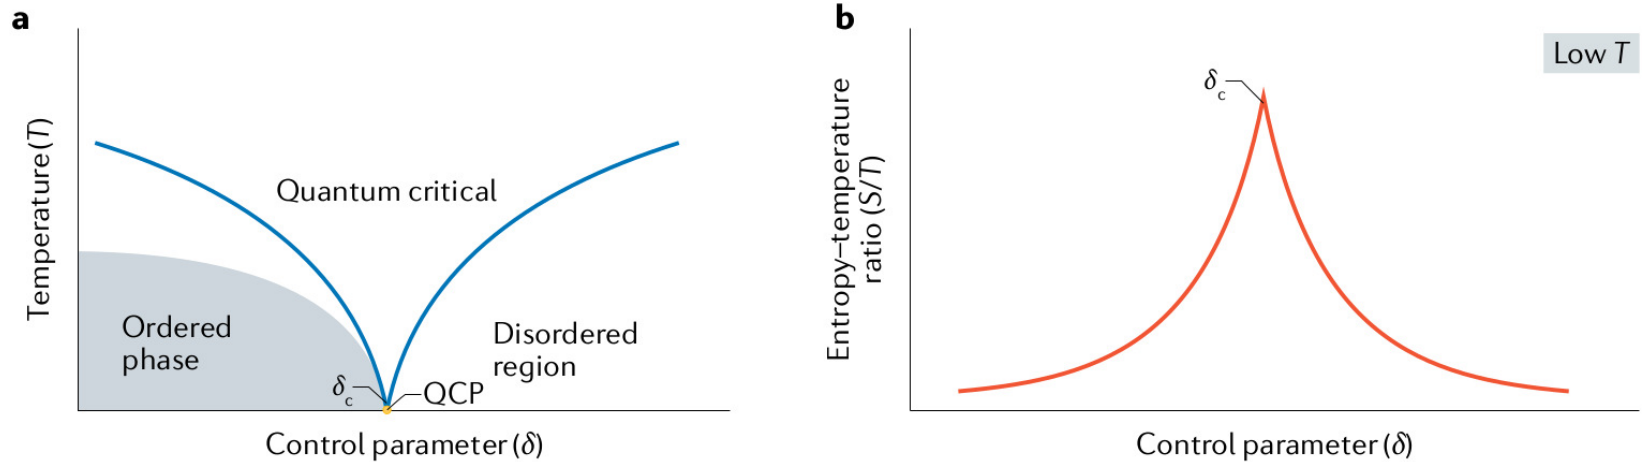 a
Temperature (T)
Quantum critical
Ordered
phase
Disordered
region
δc
QCP
Control parameter (δ)
b
Entropy–temperature
ratio (S/T)
Low T
δc
Control parameter (δ)